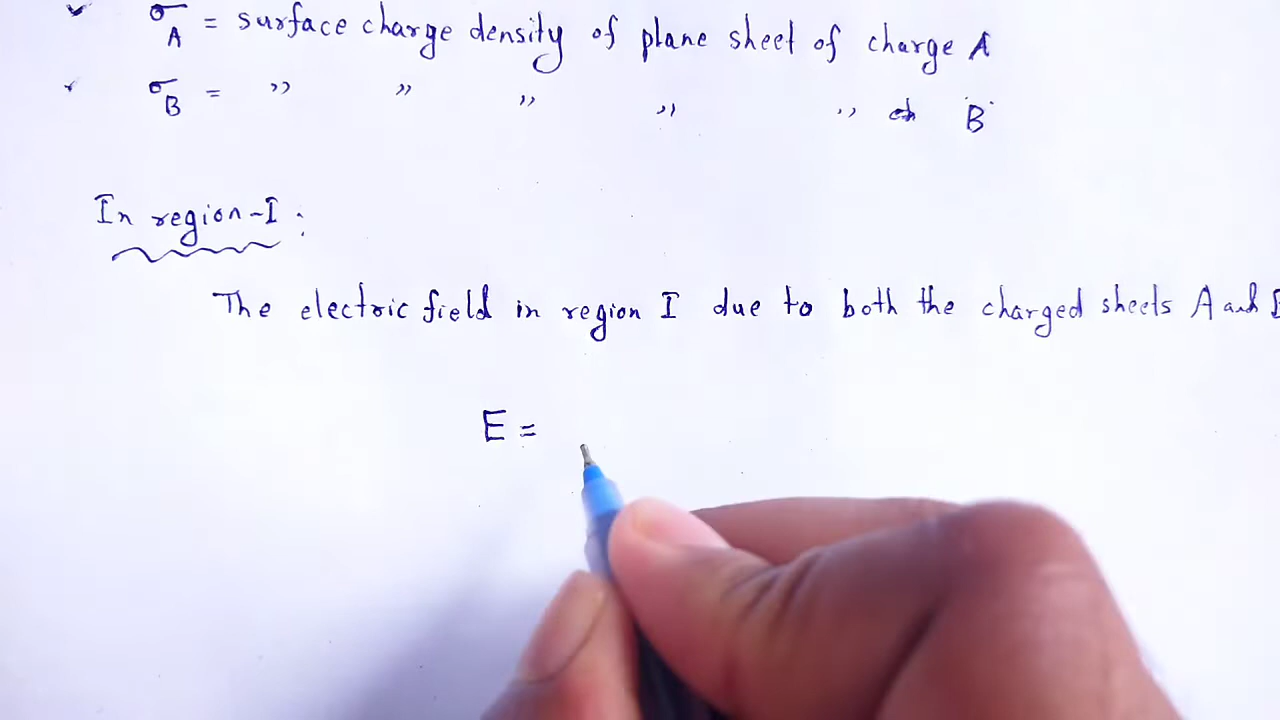 σA = surface charge density of plane sheet of charge A
σB = " " " " " B
In region-I :
The electric field in region I due to both the charged sheets A and
E =